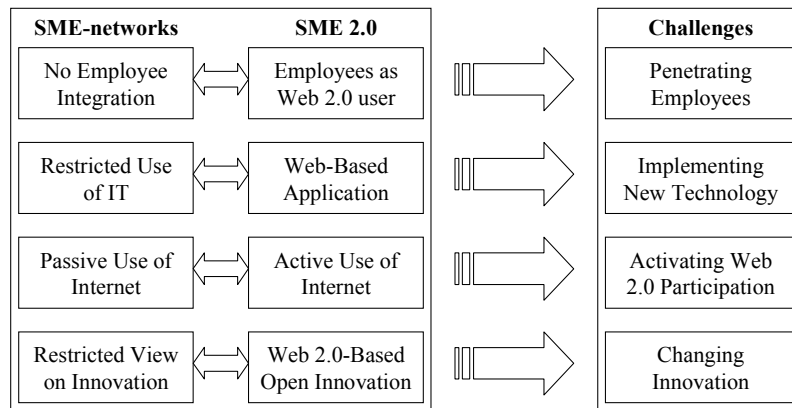 SME-networks SME 2.0 Challenges
No Employee
Integration
Employees as
Web 2.0 user
Penetrating
Employees
Restricted Use
of IT
Web-Based
Application
Implementing
New Technology
Passive Use of
Internet
Active Use of
Internet
Activating Web
2.0 Participation
Restricted View
on Innovation
Web 2.0-Based
Open Innovation
Changing
Innovation